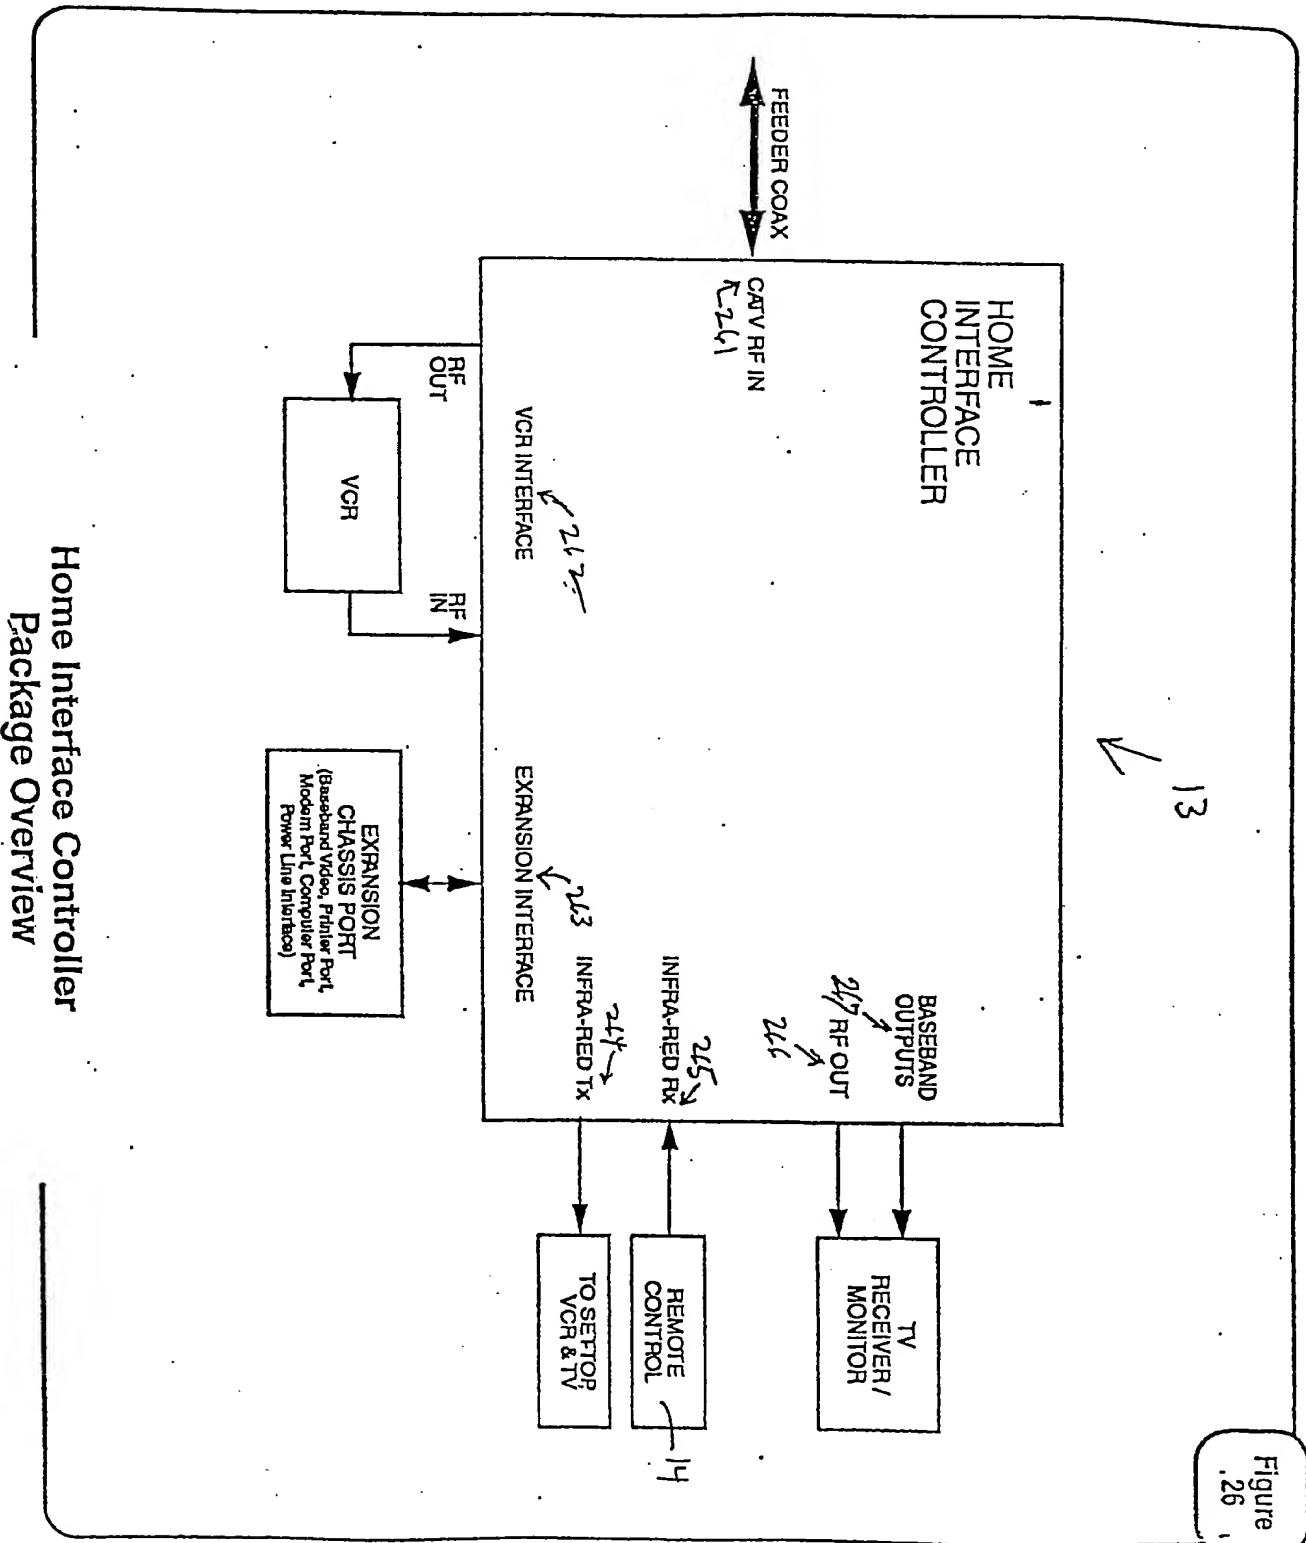 Figure
26
13
HOME
INTERFACE
CONTROLLER
FEEDER COAX
CATV RF IN
261
BASEBAND
OUTPUTS
267
RF OUT
266
TV
RECEIVER /
MONITOR
INFRA-RED Rx
265
REMOTE
CONTROL
14
INFRA-RED Tx
264
TO SETTOP,
VCR & TV
VCR INTERFACE
262
EXPANSION INTERFACE
263
RF
OUT
VCR
RF
IN
EXPANSION
CHASSIS PORT
(Baseband Video, Printer Port,
Modem Port, Computer Port,
Power Line Interface)
Home Interface Controller
Package Overview